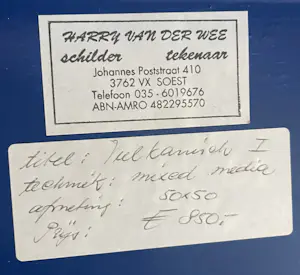 HARRY VAN DER WEE
schilder tekenaar
Johannes Poststraat 410
3762 VX SOEST
Telefoon 035 - 6019676
ABN-AMRO 482295570
titel: Vulkanisch I
techniek: mixed media
afmeting: 50x50
Prijs: € 850,-